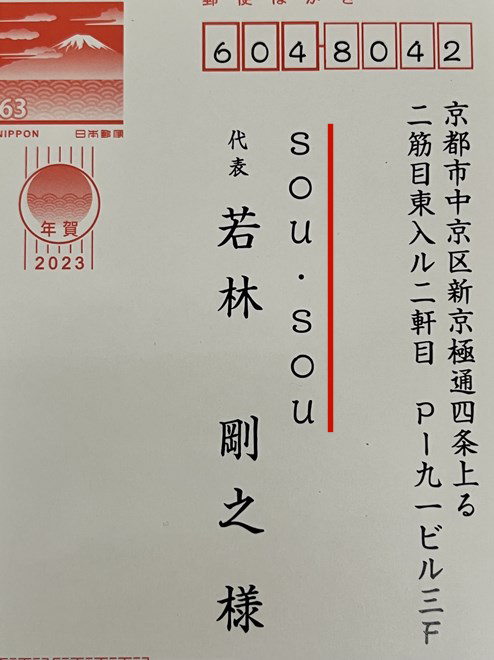 郵便はがき
6048042
京都市中京区新京極通四条上る
二筋目東入ル二軒目　P－九一ビル三F
sou・sou
代表
若林　剛之　様
63
NIPPON
日本郵便
年賀
2023